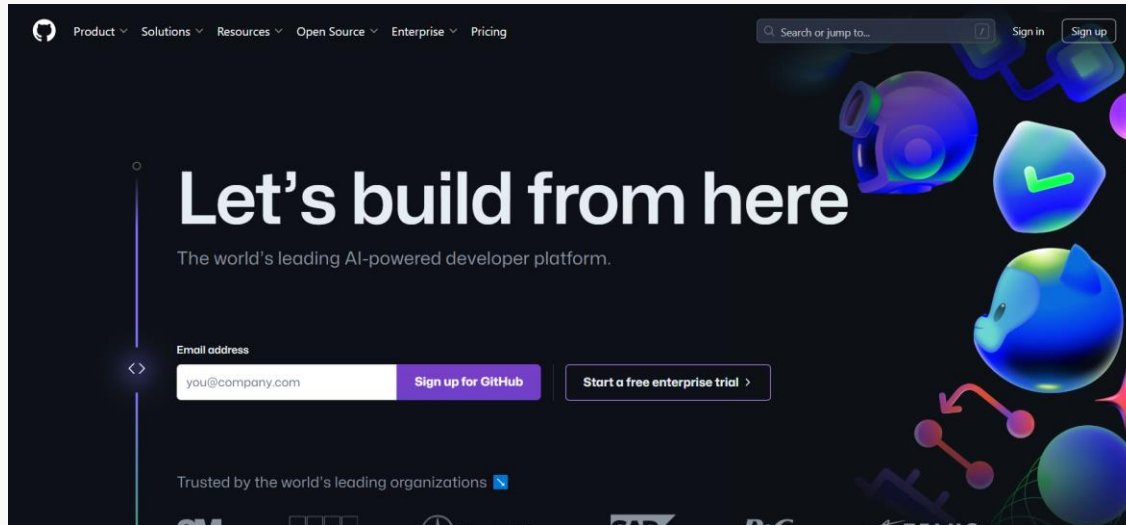 Product Solutions Resources Open Source Enterprise Pricing Search or jump to... / Sign in Sign up
Let's build from here
The world's leading AI-powered developer platform.
Email address
you@company.com Sign up for GitHub Start a free enterprise trial
Trusted by the world's leading organizations